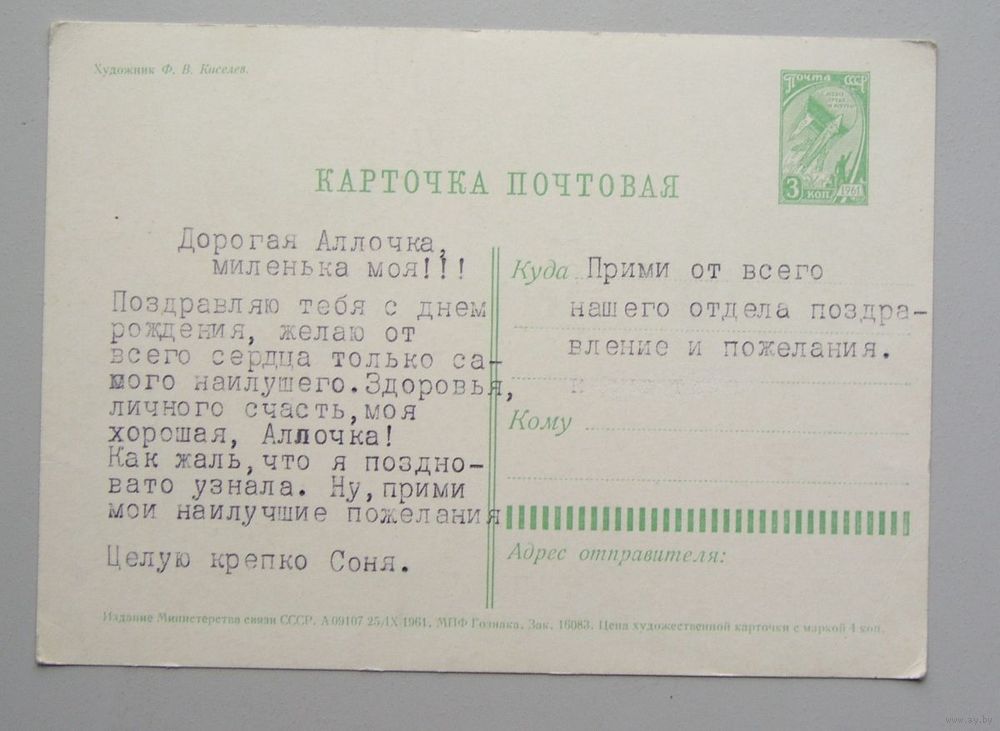 Художник Ф. В. Киселев.
Почта СССР
3 коп
1961
КАРТОЧКА ПОЧТОВАЯ
Дорогая Аллочка,
миленька моя!!!
Поздравляю тебя с днем
рождения, желаю от
всего сердца только са-
мого наилушего.Здоровья,
личного счасть,моя
хорошая, Аллочка!
Как жаль,что я поздно-
вато узнала. Ну,прими
мои наилучшие пожелания
Целую крепко Соня.
Куда Прими от всего
нашего отдела поздра-
вление и пожелания.
Кому
Адрес отправителя:
Издание Министерства связи СССР. А 09107 25/IX 1961. МПФ Гознака. Зак. 16083. Цена художественной карточки с маркой 4 коп.
www.ay.by